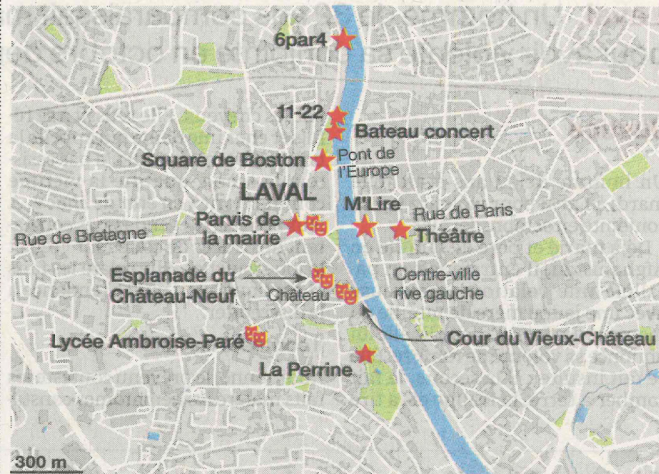 6par4
11-22
Bateau concert
Square de Boston
Pont de
l'Europe
LAVAL
M'Lire
Parvis de
la mairie
Rue de Paris
Théâtre
Rue de Bretagne
Esplanade du
Château-Neuf
Château
Centre-ville
rive gauche
Lycée Ambroise-Paré
Cour du Vieux-Château
La Perrine
300 m